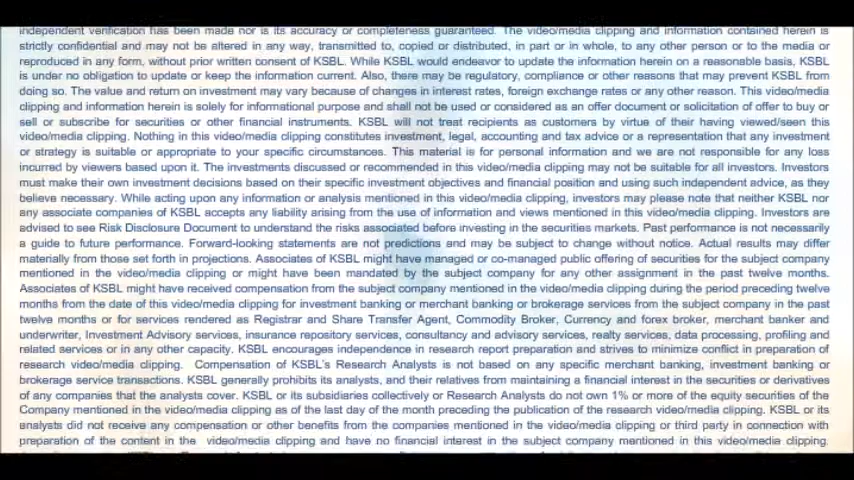 independent verification has been made nor is its accuracy or completeness guaranteed. The video/media clipping and information contained herein is
strictly confidential and may not be altered in any way, transmitted to, copied or distributed, in part or in whole, to any other person or to the media or
reproduced in any form, without prior written consent of KSBL. While KSBL would endeavor to update the information herein on a reasonable basis, KSBL
is under no obligation to update or keep the information current. Also, there may be regulatory, compliance or other reasons that may prevent KSBL from
doing so. The value and return on investment may vary because of changes in interest rates, foreign exchange rates or any other reason. This video/media
clipping and information herein is solely for informational purpose and shall not be used or considered as an offer document or solicitation of offer to buy or
sell or subscribe for securities or other financial instruments. KSBL will not treat recipients as customers by virtue of their having viewed/seen this
video/media clipping. Nothing in this video/media clipping constitutes investment, legal, accounting and tax advice or a representation that any investment
or strategy is suitable or appropriate to your specific circumstances. This material is for personal information and we are not responsible for any loss
incurred by viewers based upon it. The investments discussed or recommended in this video/media clipping may not be suitable for all investors. Investors
must make their own investment decisions based on their specific investment objectives and financial position and using such independent advice, as they
believe necessary. While acting upon any information or analysis mentioned in this video/media clipping, investors may please note that neither KSBL nor
any associate companies of KSBL accepts any liability arising from the use of information and views mentioned in this video/media clipping. Investors are
advised to see Risk Disclosure Document to understand the risks associated before investing in the securities markets. Past performance is not necessarily
a guide to future performance. Forward-looking statements are not predictions and may be subject to change without notice. Actual results may differ
materially from those set forth in projections. Associates of KSBL might have managed or co-managed public offering of securities for the subject company
mentioned in the video/media clipping or might have been mandated by the subject company for any other assignment in the past twelve months.
Associates of KSBL might have received compensation from the subject company mentioned in the video/media clipping during the period preceding twelve
months from the date of this video/media clipping for investment banking or merchant banking or brokerage services from the subject company in the past
twelve months or for services rendered as Registrar and Share Transfer Agent, Commodity Broker, Currency and forex broker, merchant banker and
underwriter, Investment Advisory services, insurance repository services, consultancy and advisory services, realty services, data processing, profiling and
related services or in any other capacity. KSBL encourages independence in research report preparation and strives to minimize conflict in preparation of
research video/media clipping. Compensation of KSBL's Research Analysts is not based on any specific merchant banking, investment banking or
brokerage service transactions. KSBL generally prohibits its analysts, and their relatives from maintaining a financial interest in the securities or derivatives
of any companies that the analysts cover. KSBL or its subsidiaries collectively or Research Analysts do not own 1% or more of the equity securities of the
Company mentioned in the video/media clipping as of the last day of the month preceding the publication of the research video/media clipping. KSBL or its
analysts did not receive any compensation or other benefits from the companies mentioned in the video/media clipping or third party in connection with
preparation of the content in the video/media clipping and have no financial interest in the subject company mentioned in this video/media clipping.